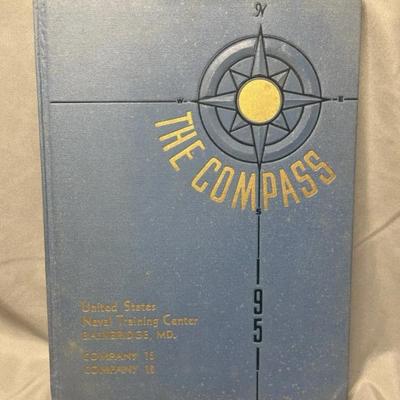 N
W
E
THE COMPASS
S
1951
United States
Naval Training Center
BAINBRIDGE, MD.
COMPANY 15
COMPANY 18